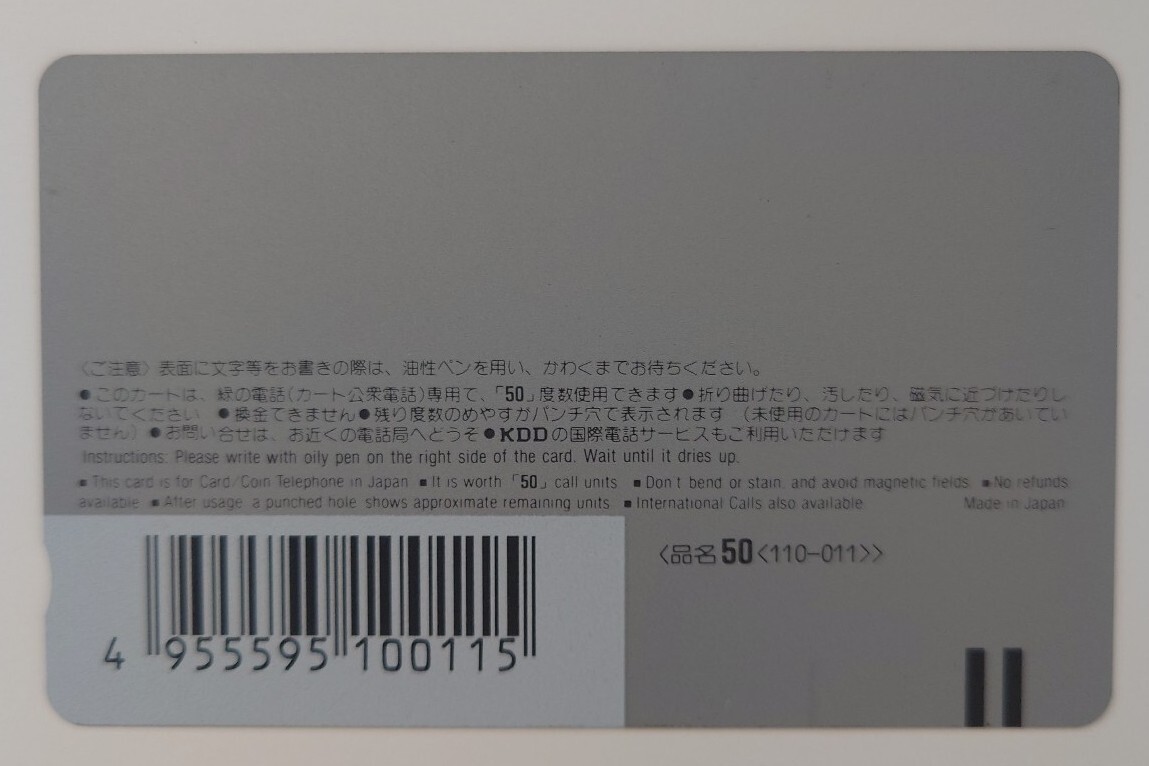 〈ご注意〉表面に文字等をお書きの際は、油性ペンを用い、かわくまでお待ちください。
●このカードは、緑の電話(カード公衆電話)専用で、「50」度数使用できます●折り曲げたり、汚したり、磁気に近づけたりし
ないでください ●換金できません●残り度数のめやすがパンチ穴で表示されます (未使用のカードにはパンチ穴があいてい
ません) ●お問い合せは、お近くの電話局へどうぞ●KDDの国際電話サービスもご利用いただけます
Instructions: Please write with oily pen on the right side of the card. Wait until it dries up.
■This card is for Card/Coin Telephone in Japan ■It is worth「50」call units ■Don't bend or stain, and avoid magnetic fields ■No refunds
available ■After usage, a punched hole shows approximate remaining units ■International Calls also available Made in Japan
〈品名50<110-011>〉
4 955595 100115